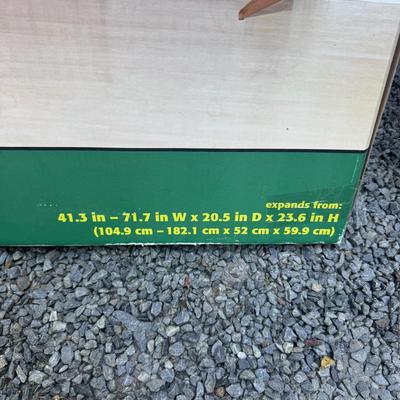 expands from:
41.3 in – 71.7 in W x 20.5 in D x 23.6 in H
(104.9 cm – 182.1 cm x 52 cm x 59.9 cm)